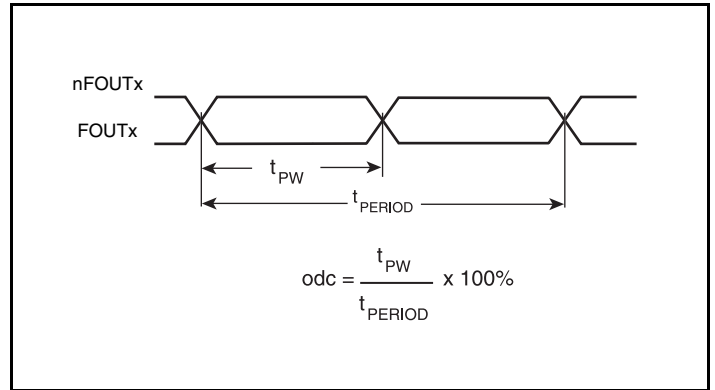 nFOUTx
FOUTx
tPW
tPERIOD
odc = tPW / tPERIOD x 100%